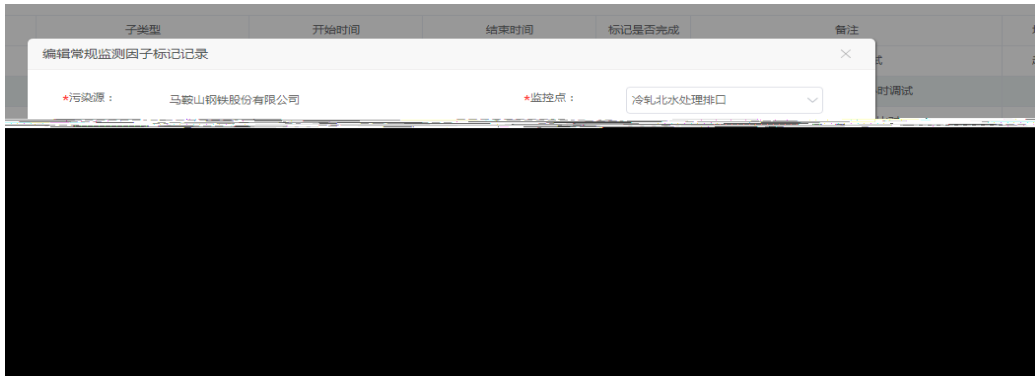 子类型 开始时间 结束时间 标记是否完成 备注
编辑常规监测因子标记记录
*污染源： 马鞍山钢铁股份有限公司 *监控点： 冷轧北水处理排口
时调试